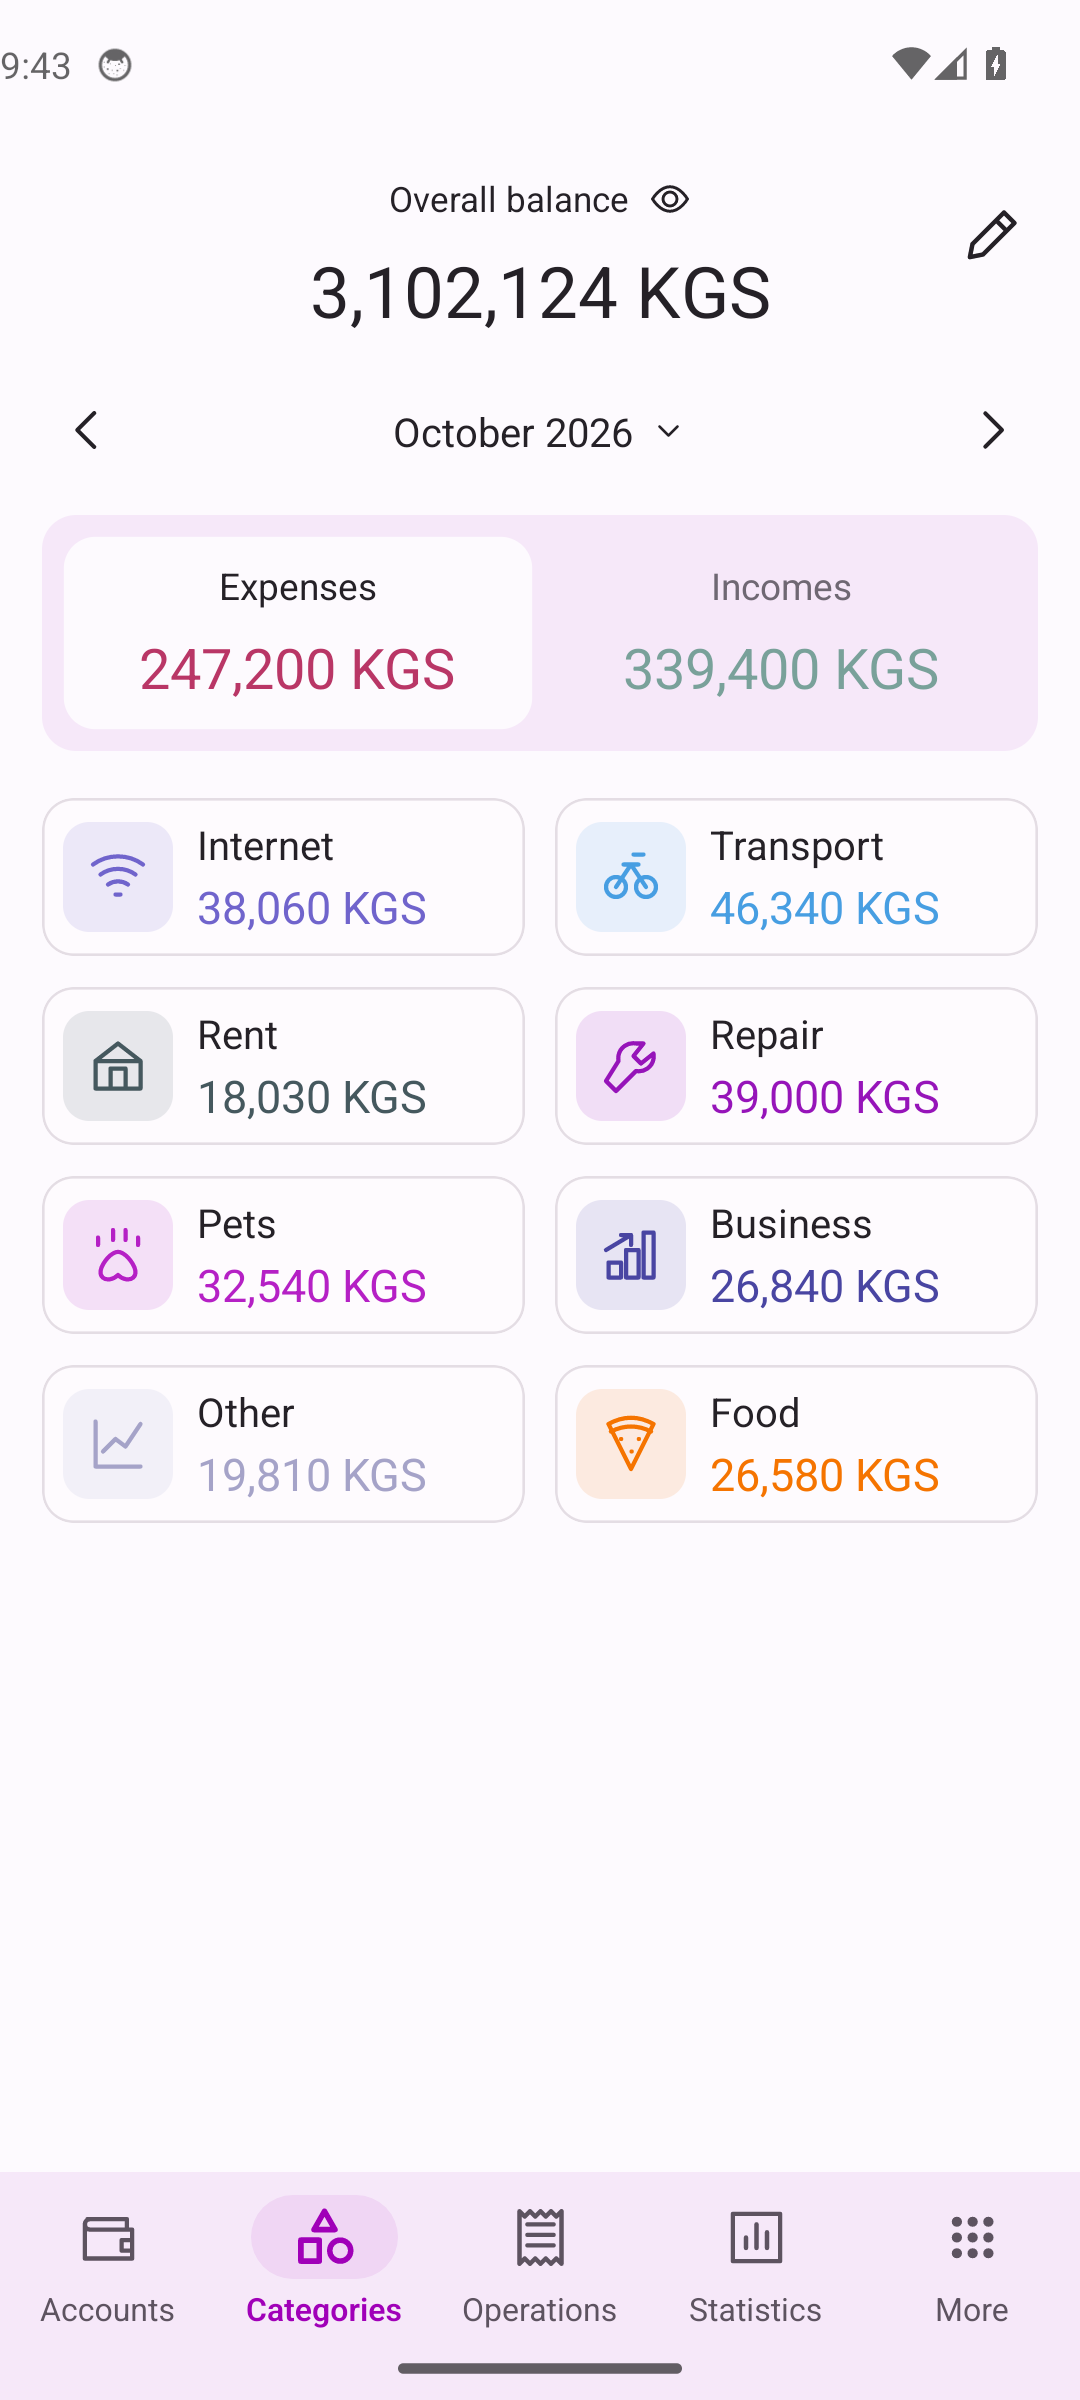 9:43
Overall balance
3,102,124 KGS
October 2026
Expenses
247,200 KGS
Incomes
339,400 KGS
Internet
38,060 KGS
Transport
46,340 KGS
Rent
18,030 KGS
Repair
39,000 KGS
Pets
32,540 KGS
Business
26,840 KGS
Other
19,810 KGS
Food
26,580 KGS
Accounts
Categories
Operations
Statistics
More